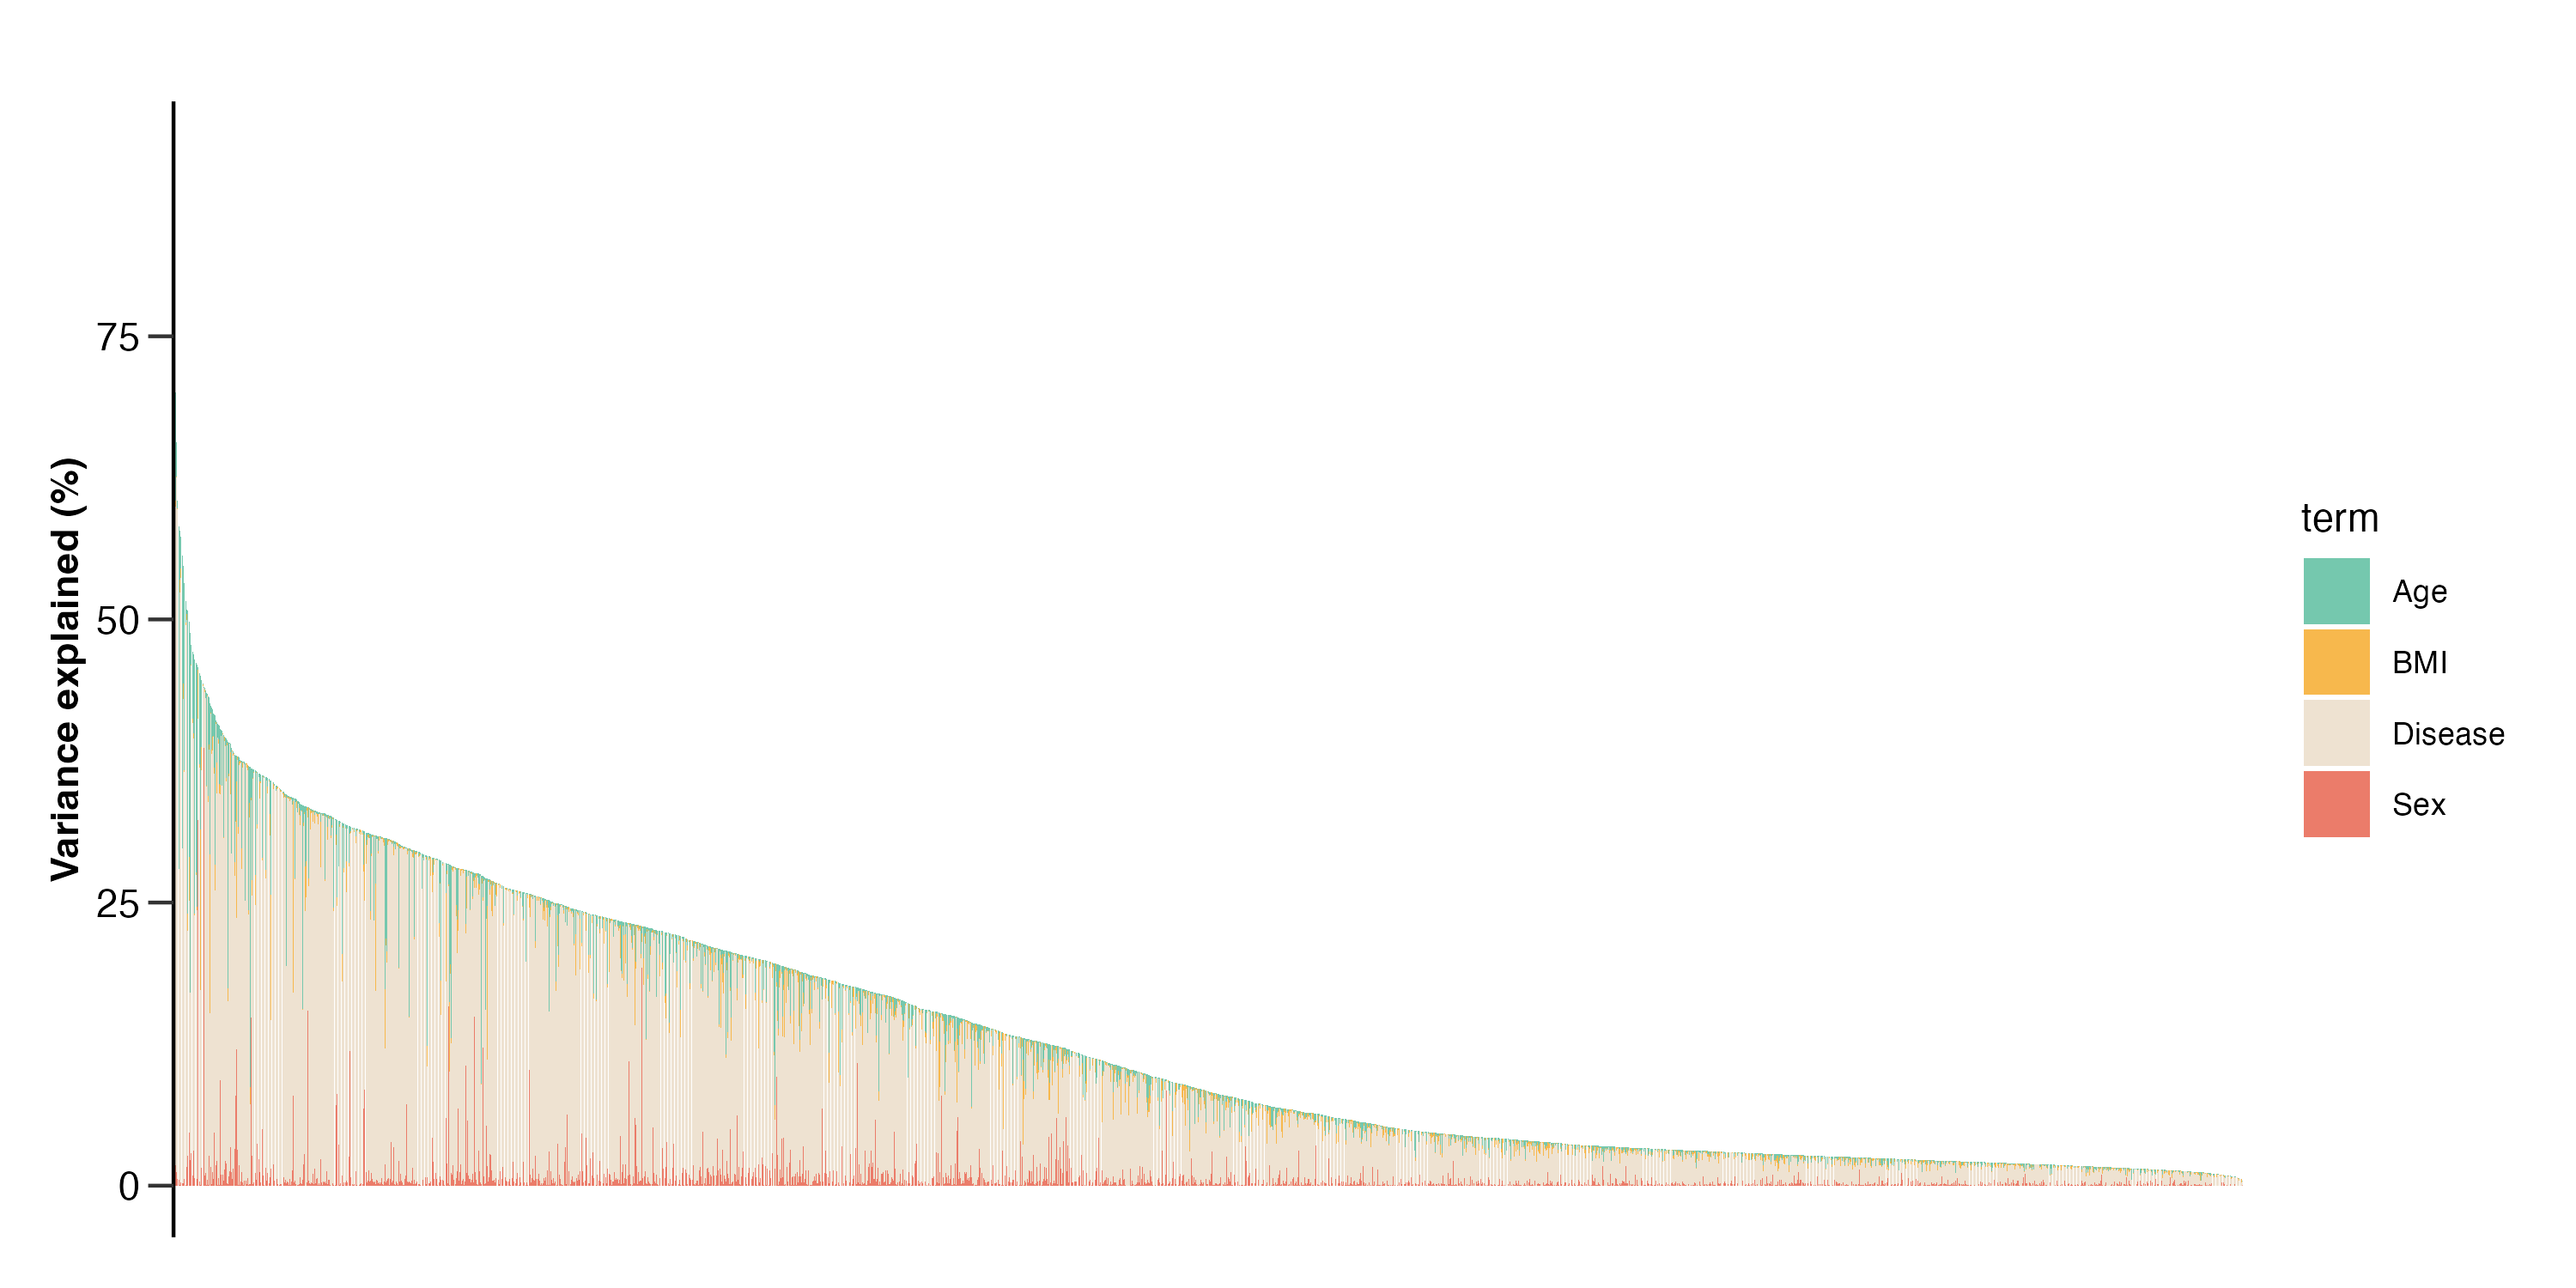 Variance explained (%)
75
50
25
0
term
Age
BMI
Disease
Sex